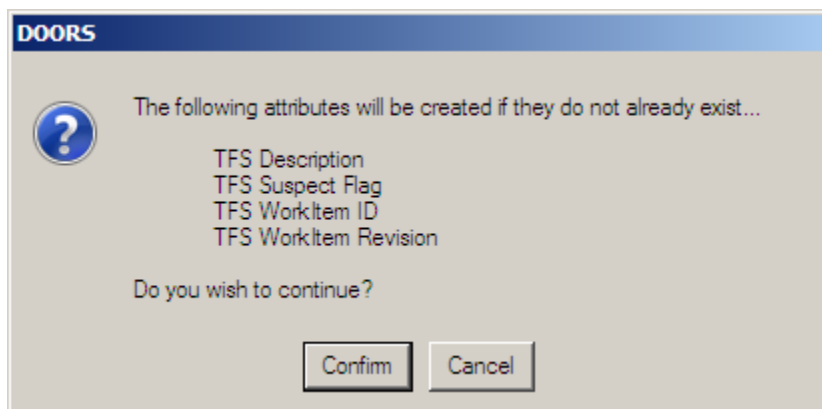 DOORS
The following attributes will be created if they do not already exist...
TFS Description
TFS Suspect Flag
TFS WorkItem ID
TFS WorkItem Revision
Do you wish to continue?
Confirm
Cancel